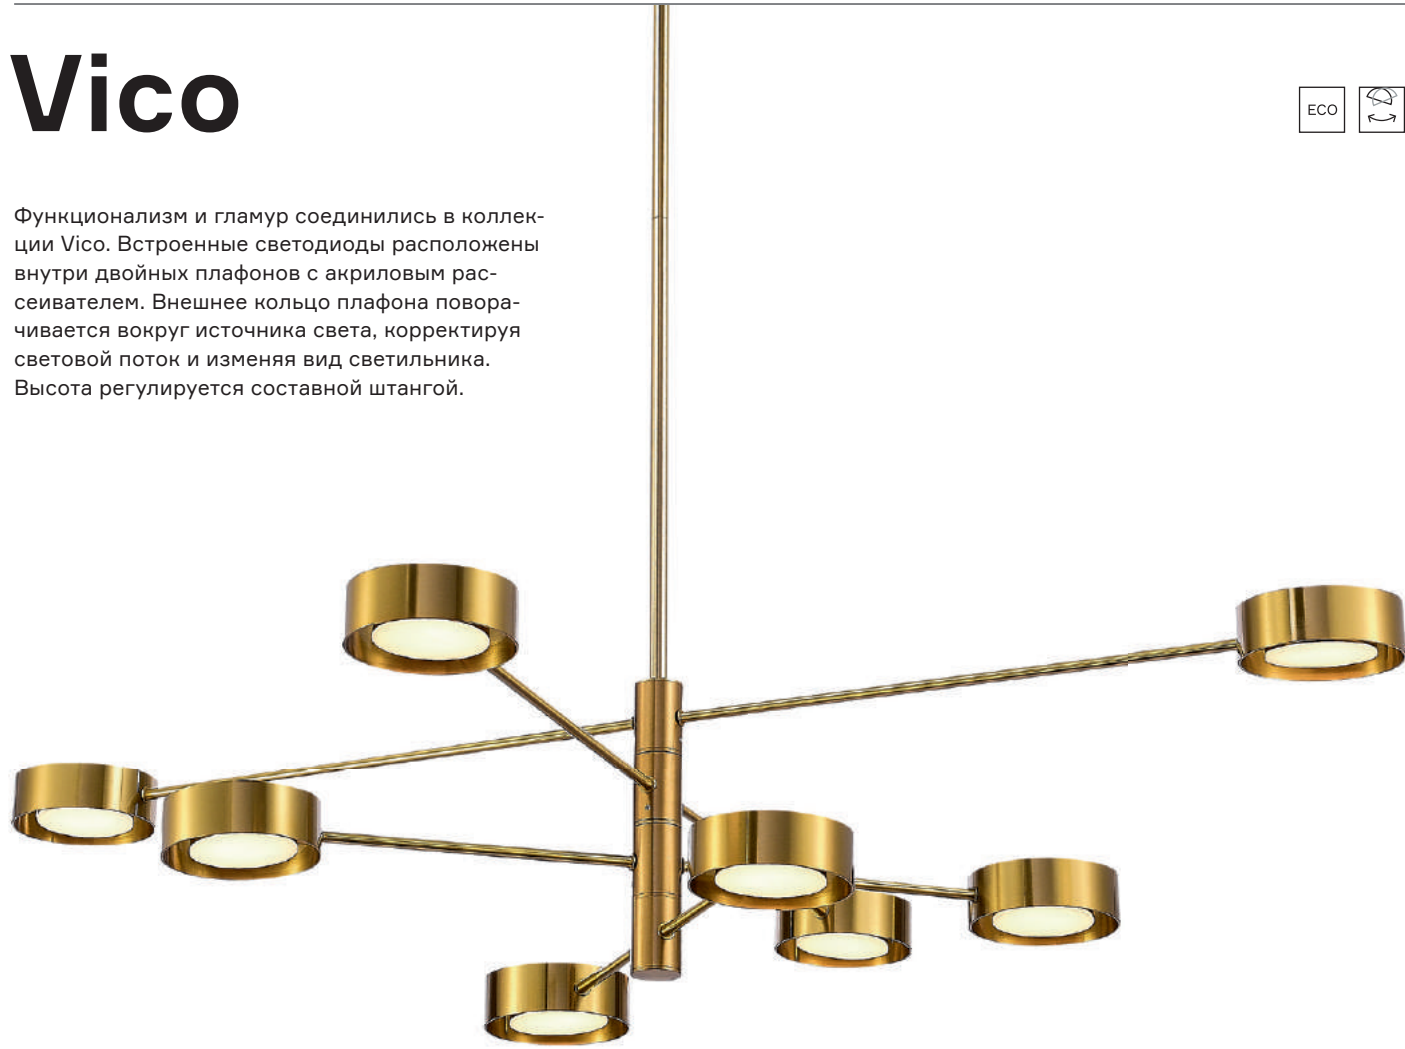 Vico
ECO
Функционализм и гламур соединились в коллек-
ции Vico. Встроенные светодиоды расположены
внутри двойных плафонов с акриловым рас-
сеивателем. Внешнее кольцо плафона повора-
чивается вокруг источника света, корректируя
световой поток и изменяя вид светильника.
Высота регулируется составной штангой.